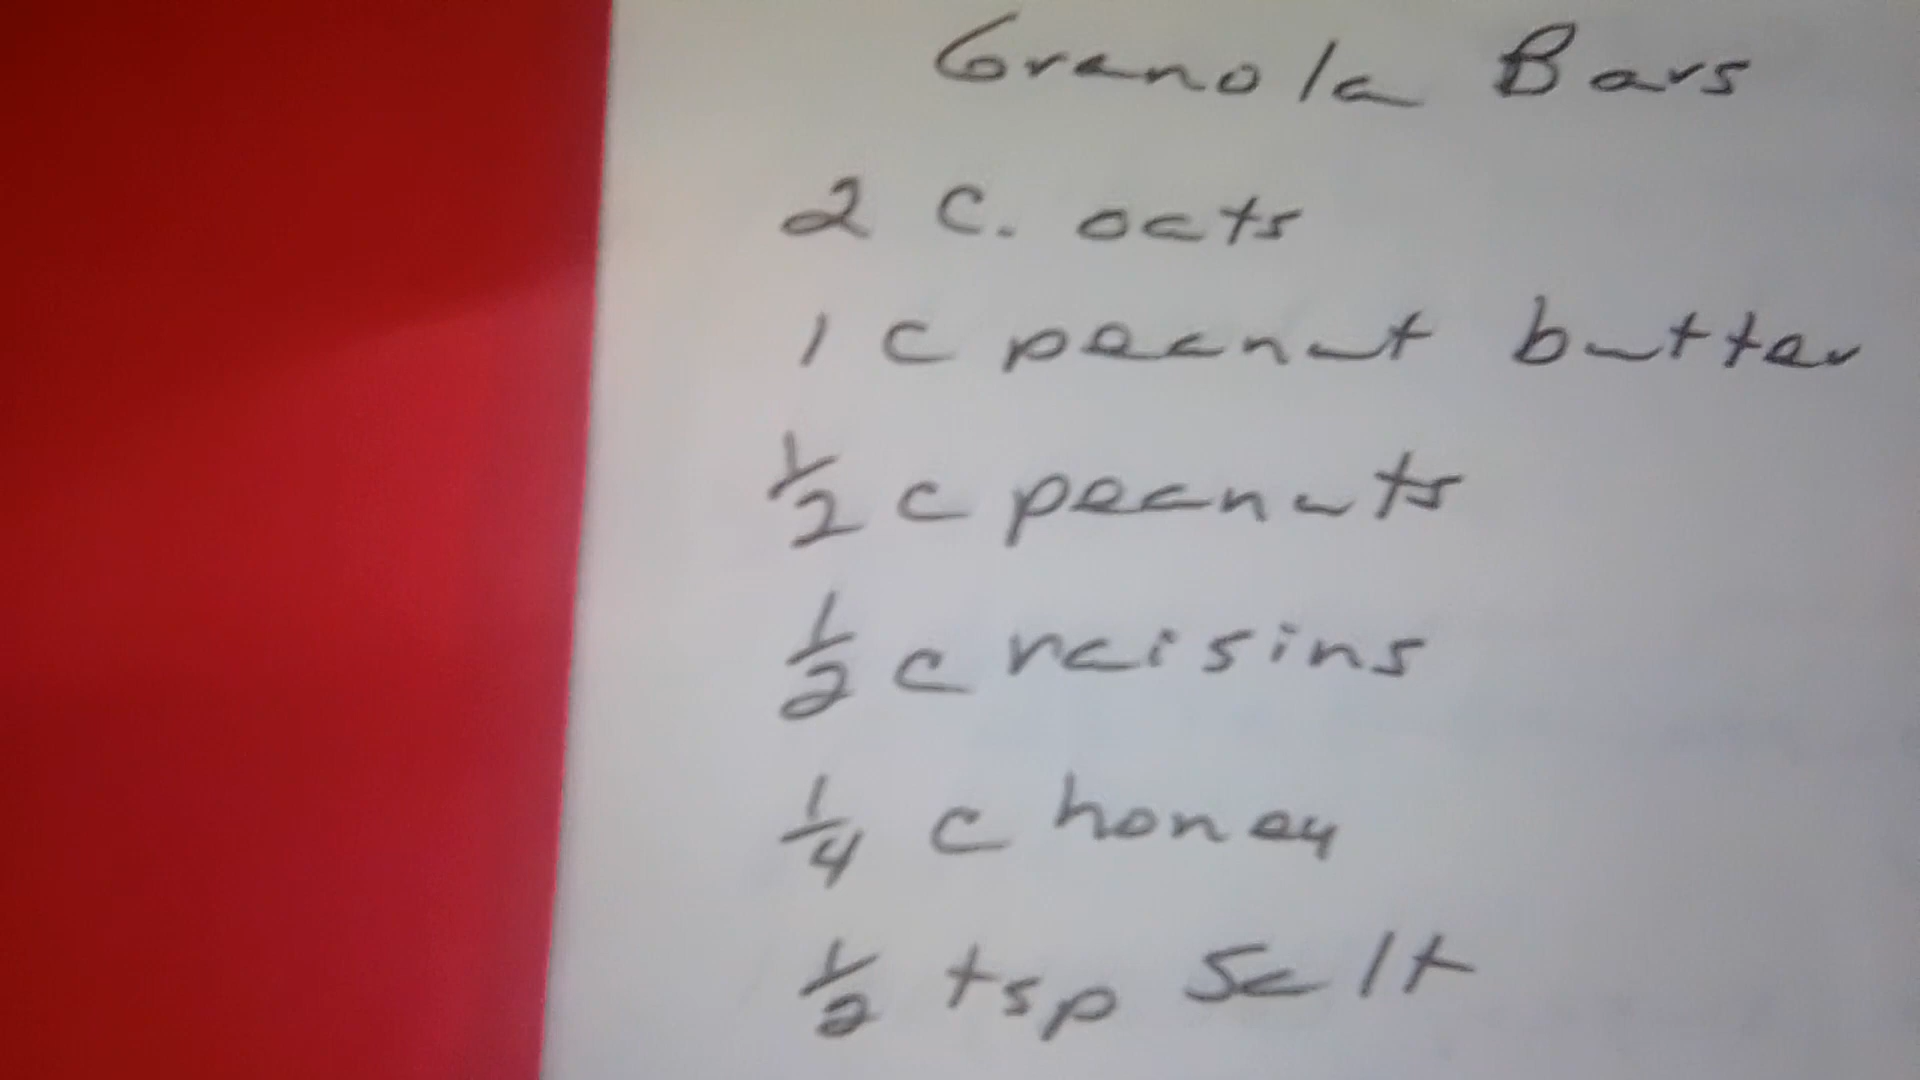 Granola Bars
2 C. oats
1 c peanut butter
1/2 c peanuts
1/2 c raisins
1/4 c honey
1/2 tsp Salt